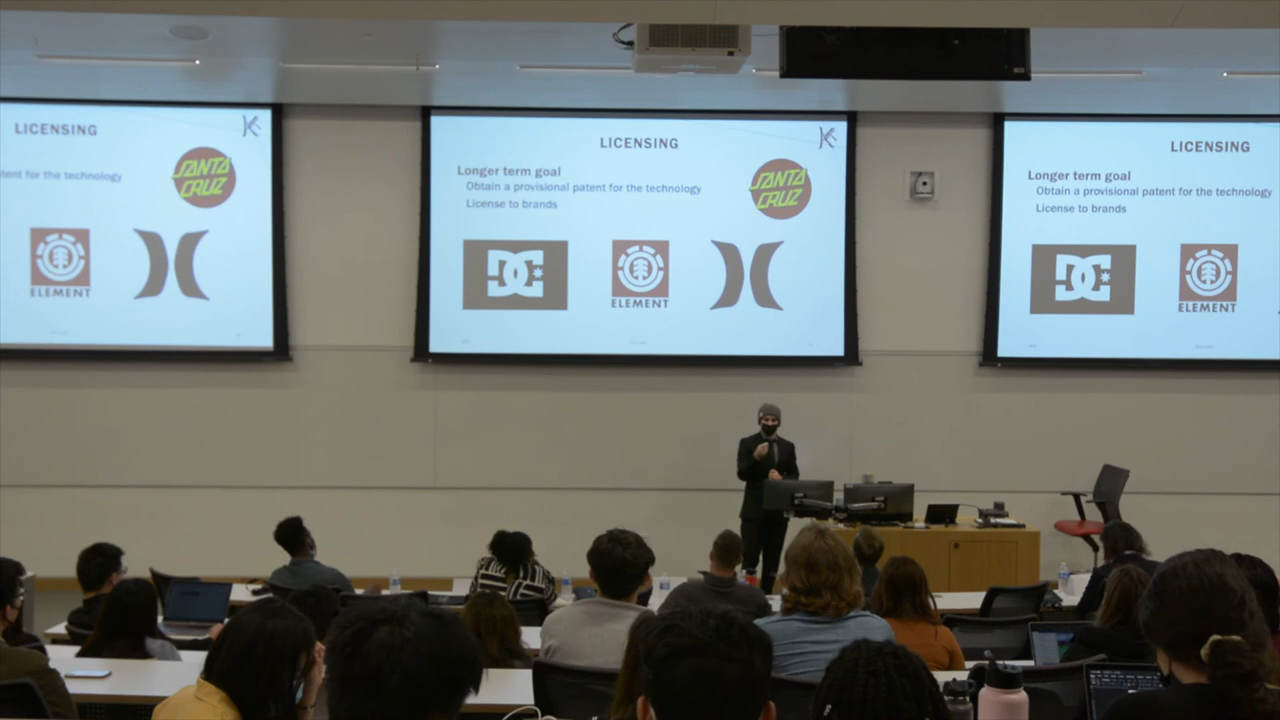 LICENSING
tent for the technology
SANTA
CRUZ
ELEMENT
LICENSING
Longer term goal
Obtain a provisional patent for the technology
License to brands
SANTA
CRUZ
DC
ELEMENT
LICENSING
Longer term goal
Obtain a provisional patent for the technology
License to brands
DC
ELEMENT